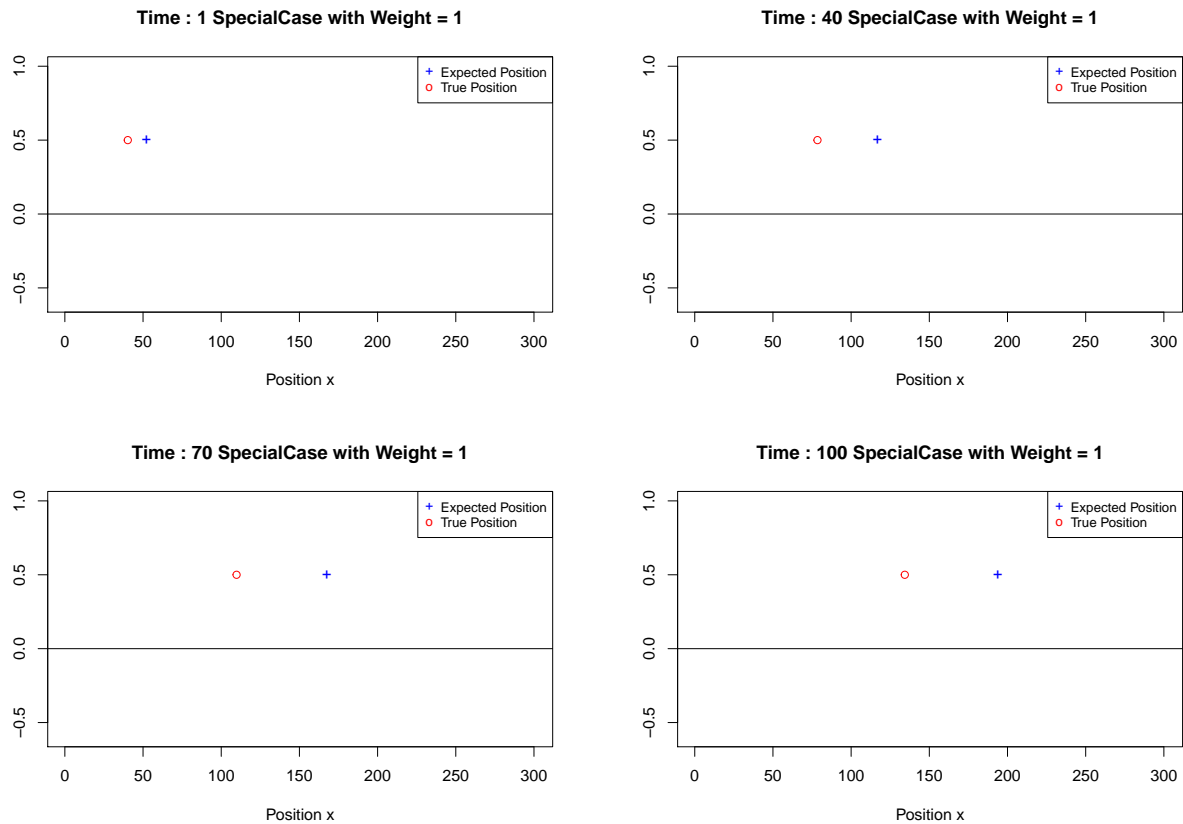 Time : 1 SpecialCase with Weight = 1
1.0
0.5
0.0
−0.5
+ Expected Position
o True Position
0 50 100 150 200 250 300
Position x
Time : 40 SpecialCase with Weight = 1
1.0
0.5
0.0
−0.5
+ Expected Position
o True Position
0 50 100 150 200 250 300
Position x
Time : 70 SpecialCase with Weight = 1
1.0
0.5
0.0
−0.5
+ Expected Position
o True Position
0 50 100 150 200 250 300
Position x
Time : 100 SpecialCase with Weight = 1
1.0
0.5
0.0
−0.5
+ Expected Position
o True Position
0 50 100 150 200 250 300
Position x